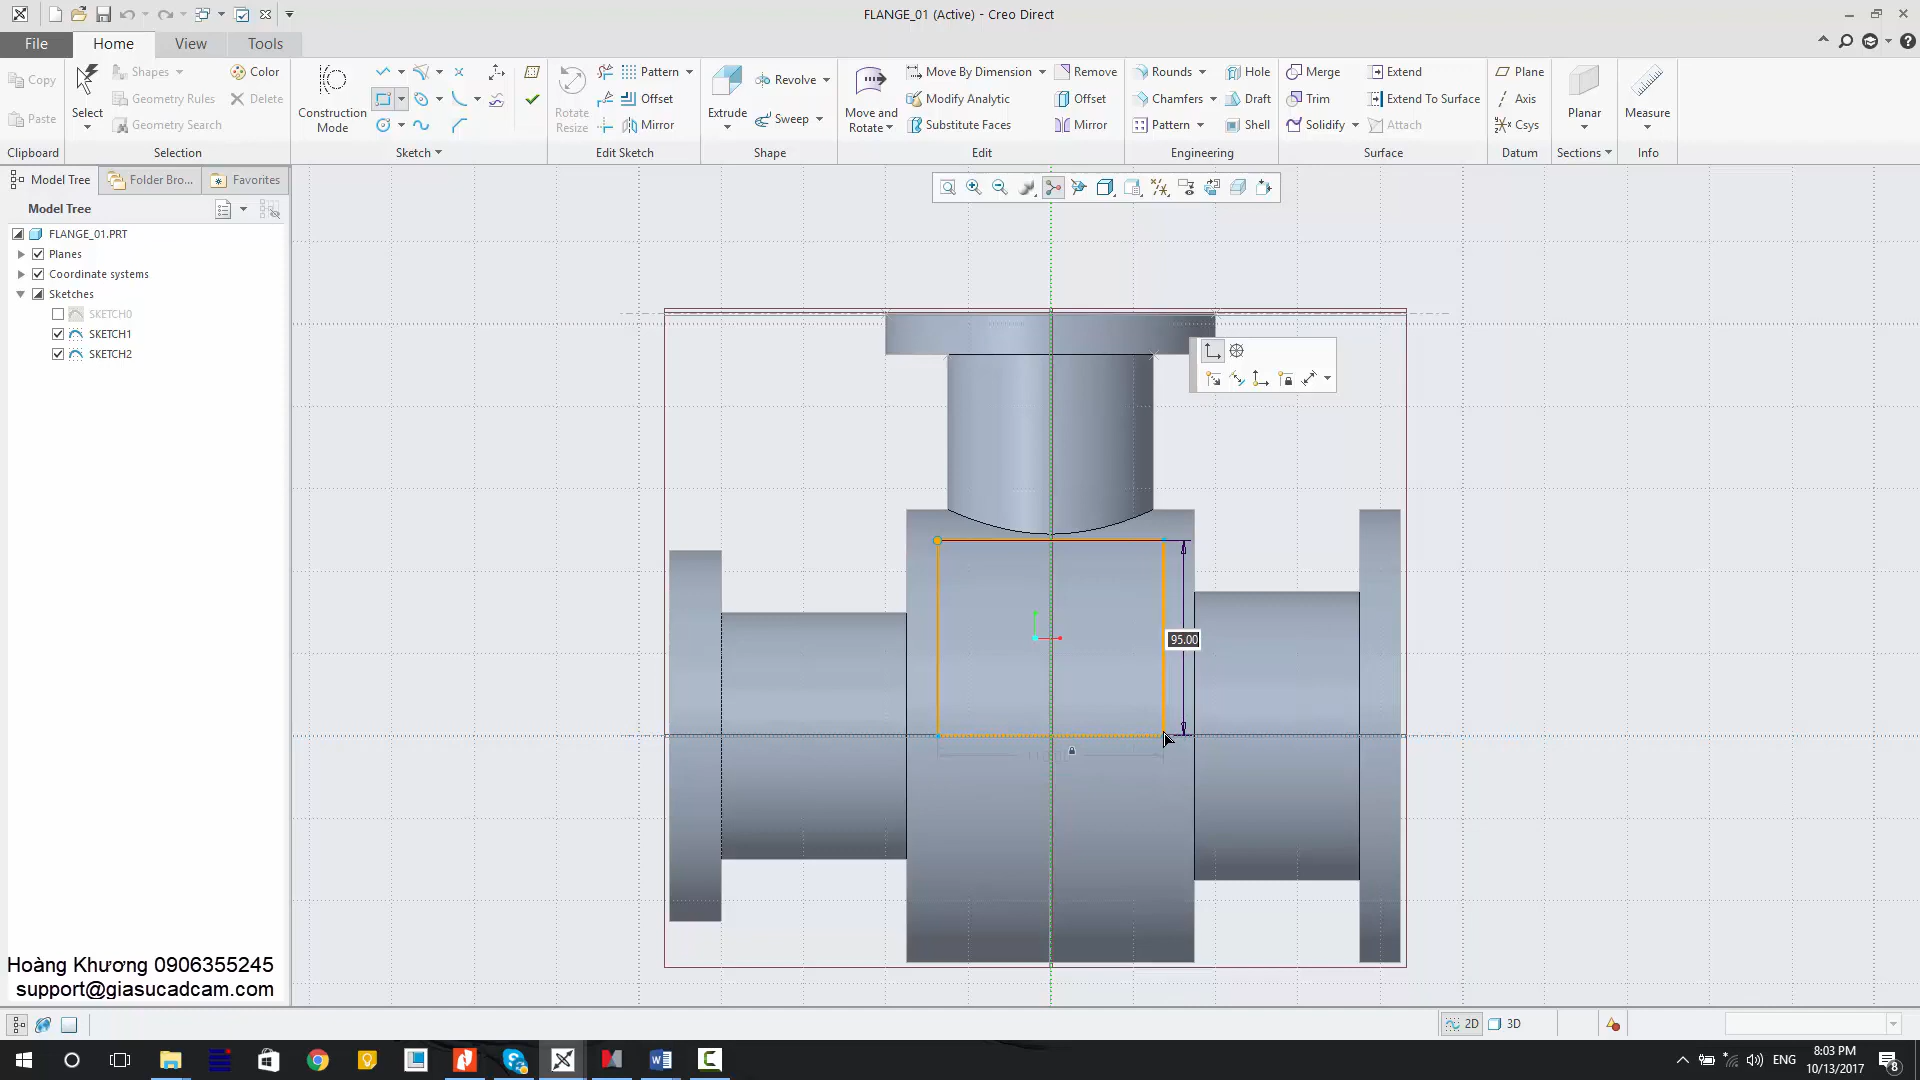 FLANGE_01 (Active) - Creo Direct
File
Home
View
Tools
Copy
Paste
Clipboard
Select
Shapes
Geometry Rules
Geometry Search
Color
Delete
Selection
Construction
Mode
Sketch
Rotate
Resize
Pattern
Offset
Mirror
Edit Sketch
Extrude
Revolve
Sweep
Shape
Move and
Rotate
Move By Dimension
Modify Analytic
Substitute Faces
Remove
Offset
Mirror
Edit
Rounds
Chamfers
Pattern
Hole
Draft
Shell
Engineering
Merge
Trim
Solidify
Extend
Extend To Surface
Attach
Surface
Plane
Axis
Csys
Datum
Planar
Sections
Measure
Info
Model Tree
Folder Bro...
Favorites
Model Tree
FLANGE_01.PRT
Planes
Coordinate systems
Sketches
SKETCH0
SKETCH1
SKETCH2
95.00
Hoàng Khương 0906355245
support@giasucadcam.com
2D
3D
ENG
8:03 PM
10/13/2017
8